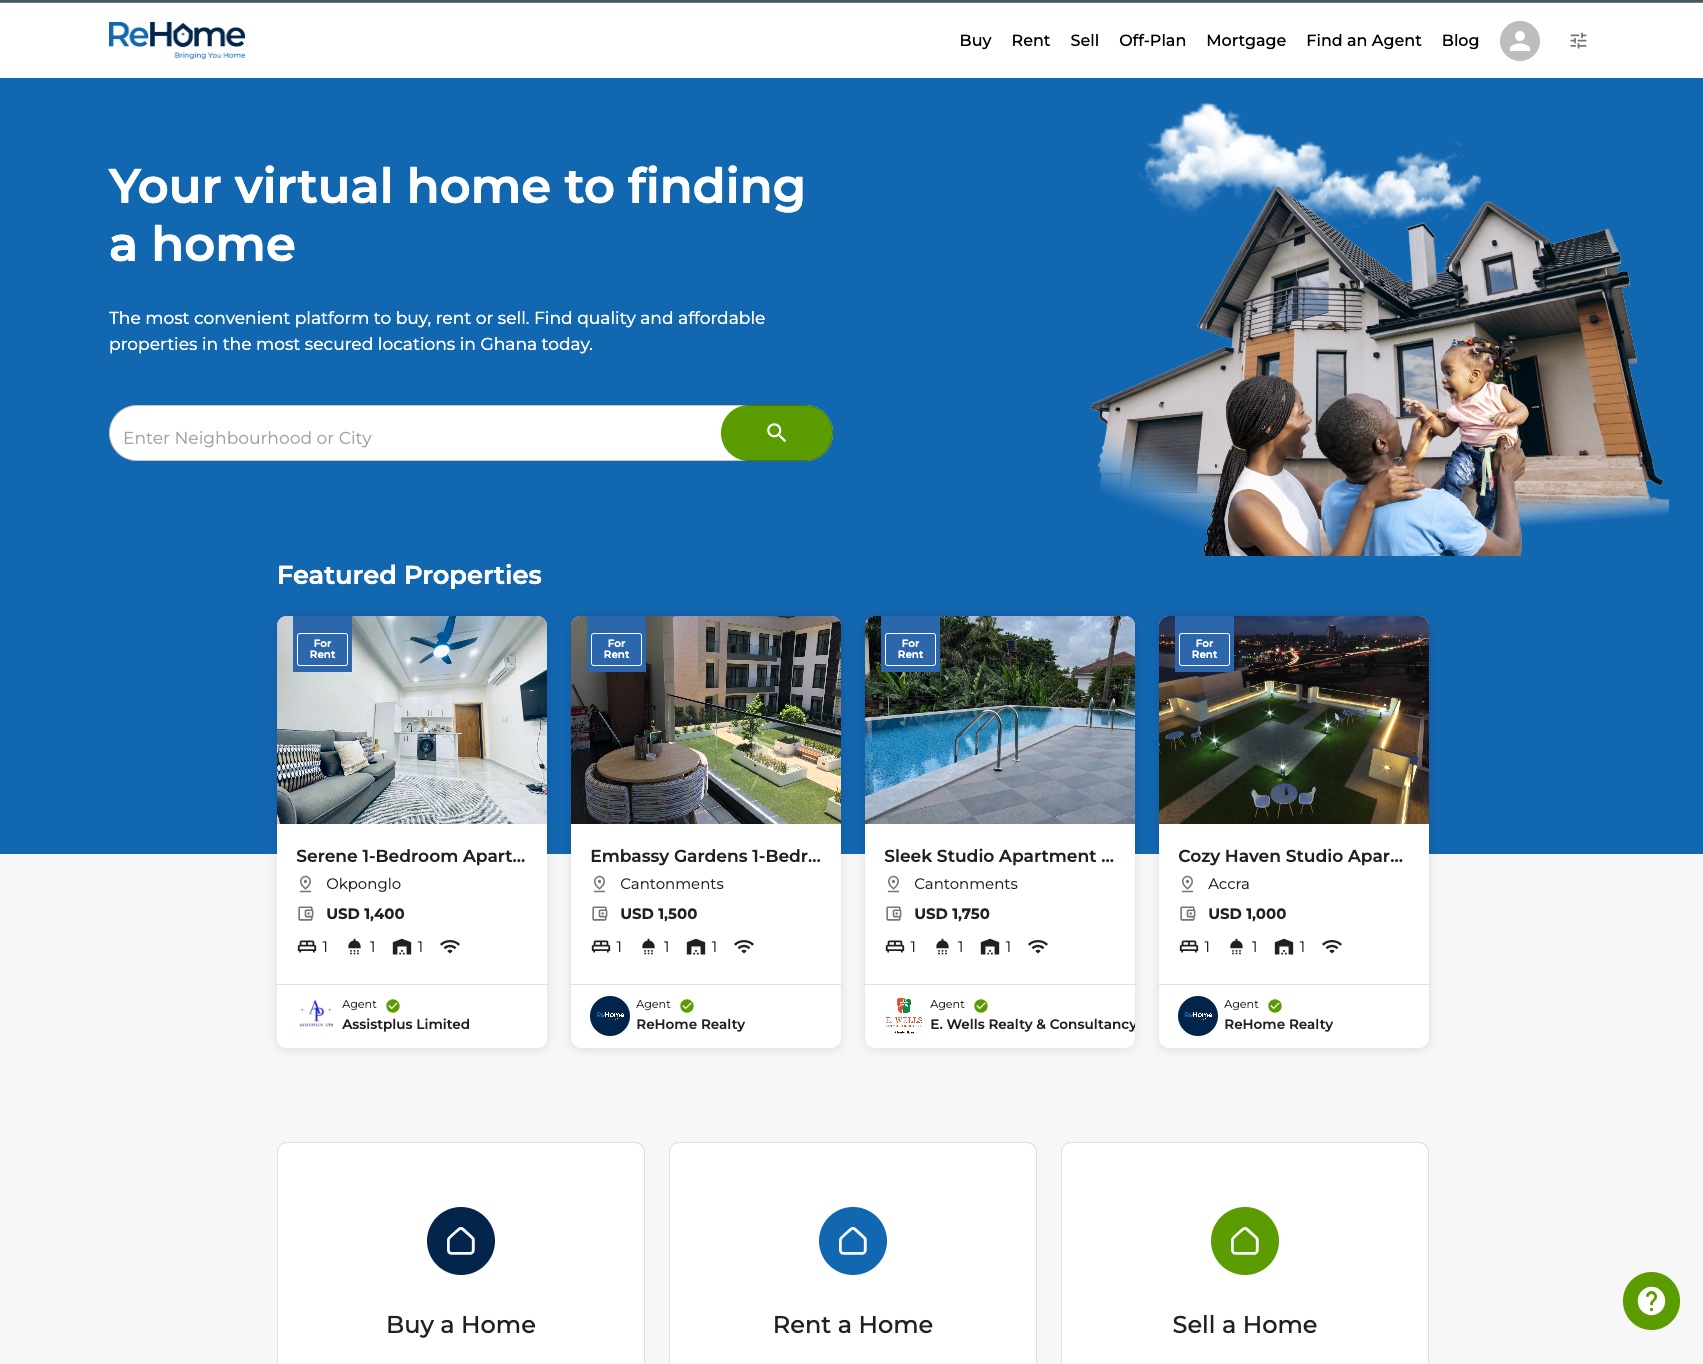 ReHome
Bringing You Home
Buy Rent Sell Off-Plan Mortgage Find an Agent Blog
Your virtual home to finding
a home
The most convenient platform to buy, rent or sell. Find quality and affordable
properties in the most secured locations in Ghana today.
Enter Neighbourhood or City
Featured Properties
For
Rent
Serene 1-Bedroom Apart...
Okponglo
USD 1,400
1 1 1
Agent
Assistplus Limited
AP
ASSISTPLUS LTD
For
Rent
Embassy Gardens 1-Bedr...
Cantonments
USD 1,500
1 1 1
ReHome
Agent
ReHome Realty
For
Rent
Sleek Studio Apartment ...
Cantonments
USD 1,750
1 1 1
E. WELLS
Agent
E. Wells Realty & Consultancy
For
Rent
Cozy Haven Studio Apar...
Accra
USD 1,000
1 1 1
ReHome
Agent
ReHome Realty
Buy a Home
Rent a Home
Sell a Home